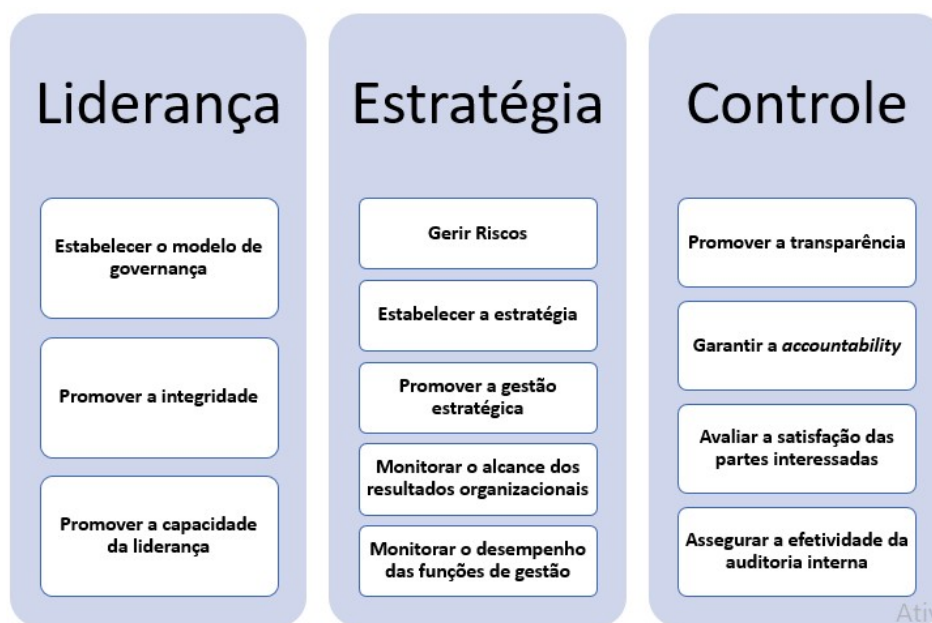 Liderança
Estabelecer o modelo de
governança
Promover a integridade
Promover a capacidade
da liderança
Estratégia
Gerir Riscos
Estabelecer a estratégia
Promover a gestão
estratégica
Monitorar o alcance dos
resultados organizacionais
Monitorar o desempenho
das funções de gestão
Controle
Promover a transparência
Garantir a accountability
Avaliar a satisfação das
partes interessadas
Assegurar a efetividade da
auditoria interna
Ativ